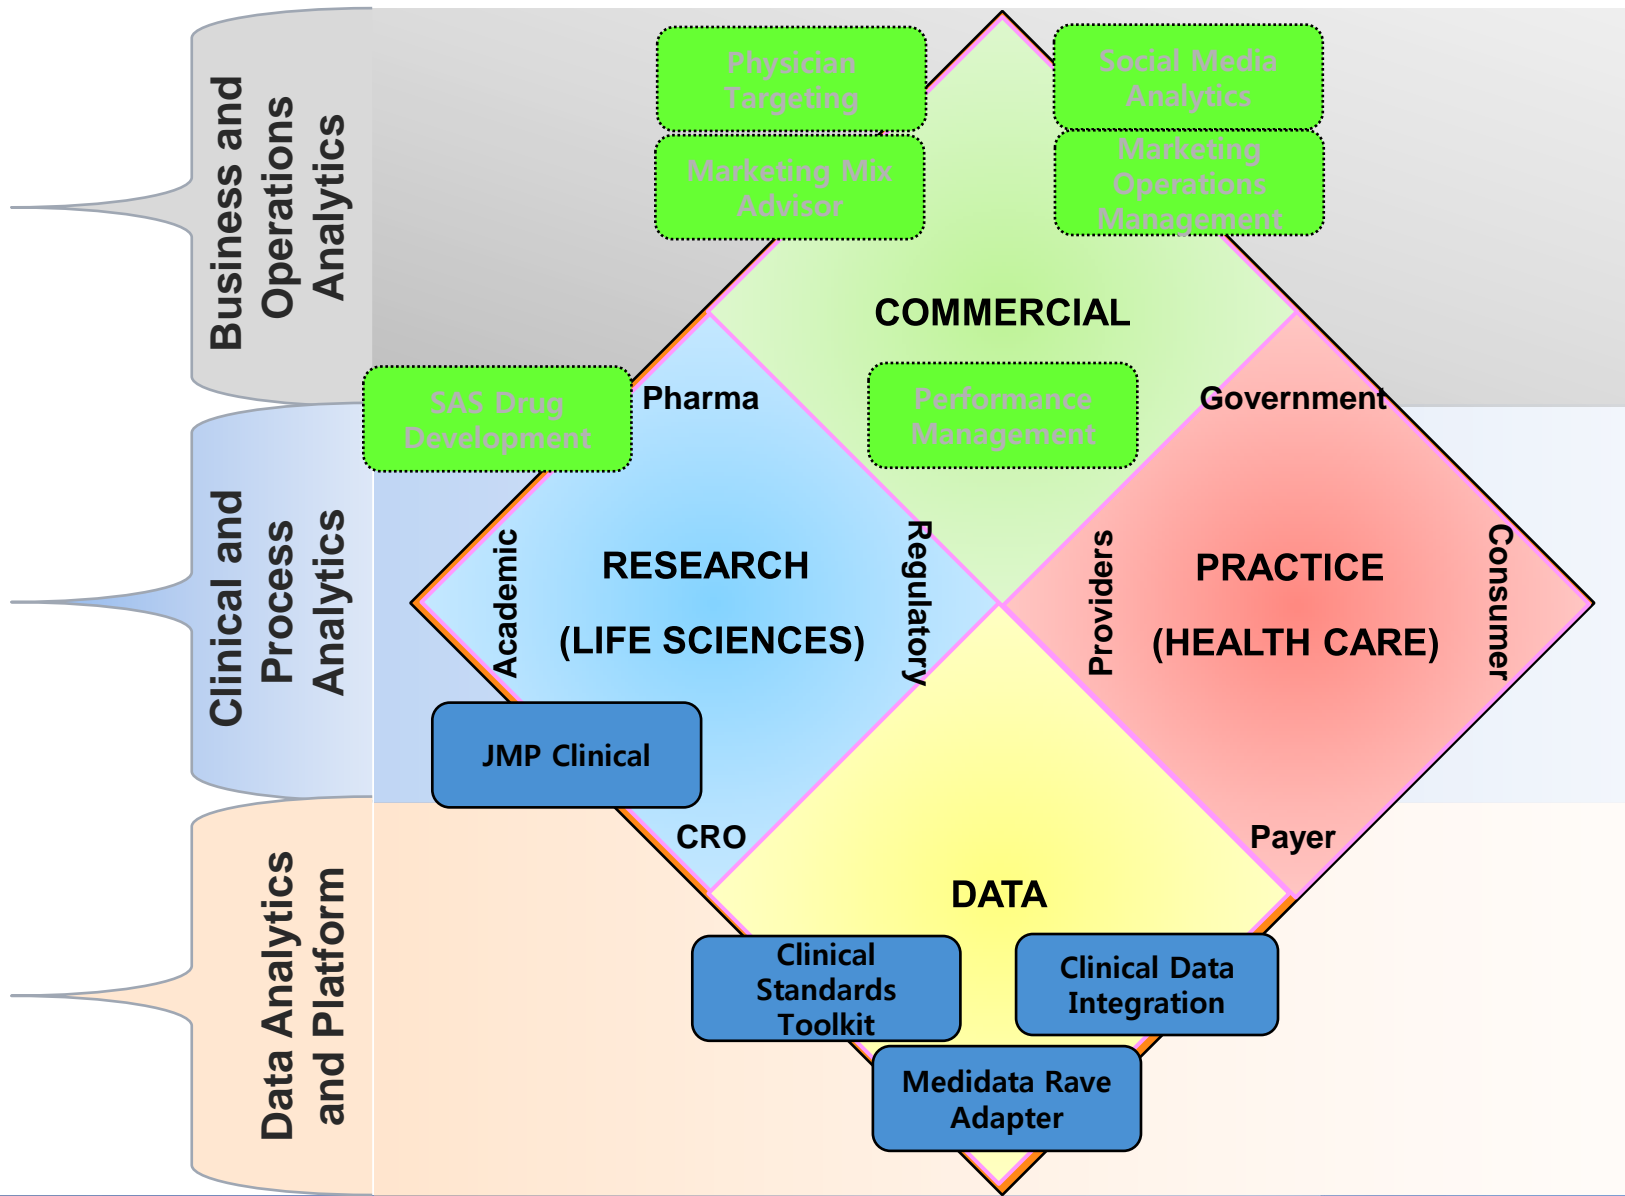 Business and
Operations
Analytics
Physician
Targeting
Social Media
Analytics
Marketing Mix
Advisor
Marketing
Operations
Management
COMMERCIAL
SAS Drug
Development
Pharma
Performance
Management
Government
Clinical and
Process
Analytics
Academic
RESEARCH
(LIFE SCIENCES)
Regulatory
Providers
PRACTICE
(HEALTH CARE)
Consumer
JMP Clinical
CRO
Payer
Data Analytics
and Platform
DATA
Clinical
Standards
Toolkit
Clinical Data
Integration
Medidata Rave
Adapter